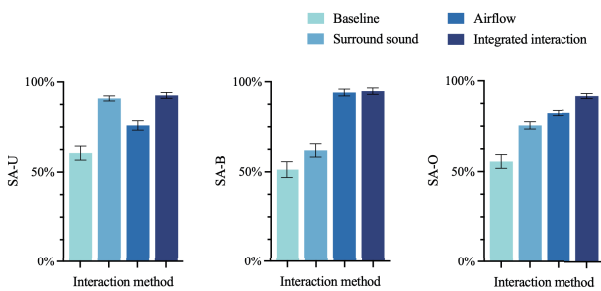 Baseline
Airflow
Surround sound
Integrated interaction
100%
50%
0%
SA-U
Interaction method
100%
50%
0%
SA-B
Interaction method
100%
50%
0%
SA-O
Interaction method